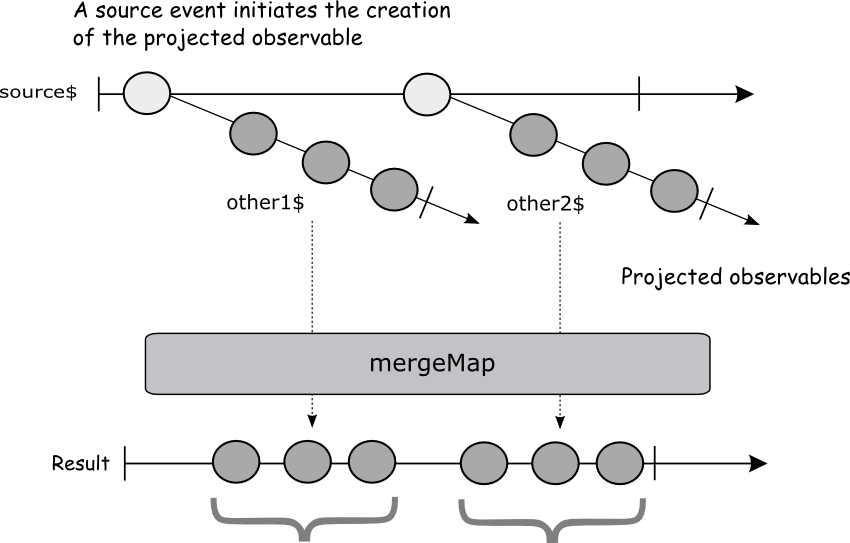 A source event initiates the creation
of the projected observable
source$
other1$
other2$
Projected observables
mergeMap
Result